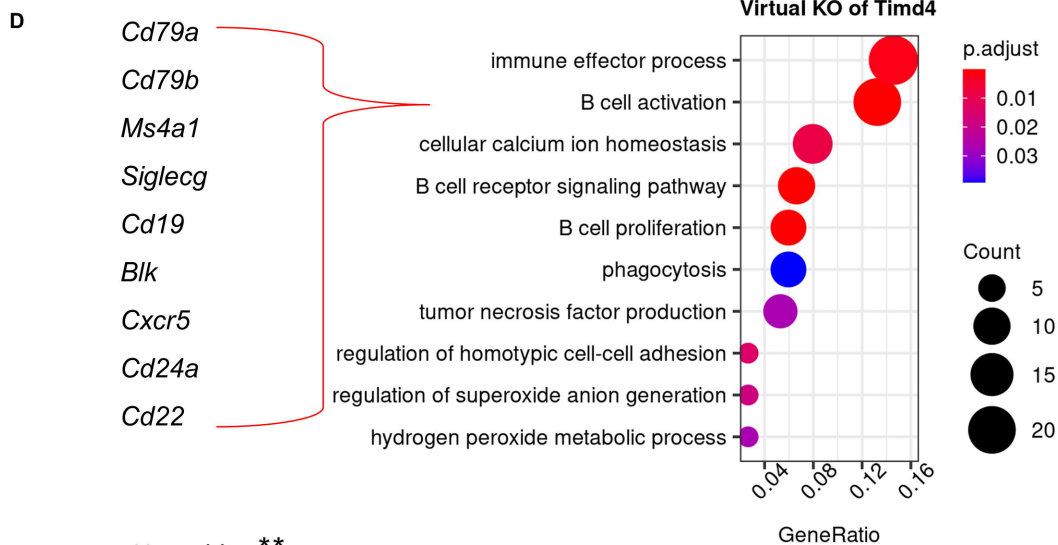 D
Virtual KO of Timd4
Cd79a
Cd79b
Ms4a1
Siglecg
Cd19
Blk
Cxcr5
Cd24a
Cd22
immune effector process
B cell activation
cellular calcium ion homeostasis
B cell receptor signaling pathway
B cell proliferation
phagocytosis
tumor necrosis factor production
regulation of homotypic cell-cell adhesion
regulation of superoxide anion generation
hydrogen peroxide metabolic process
0.04 0.08 0.12 0.16
GeneRatio
p.adjust
0.01
0.02
0.03
Count
5
10
15
20
**